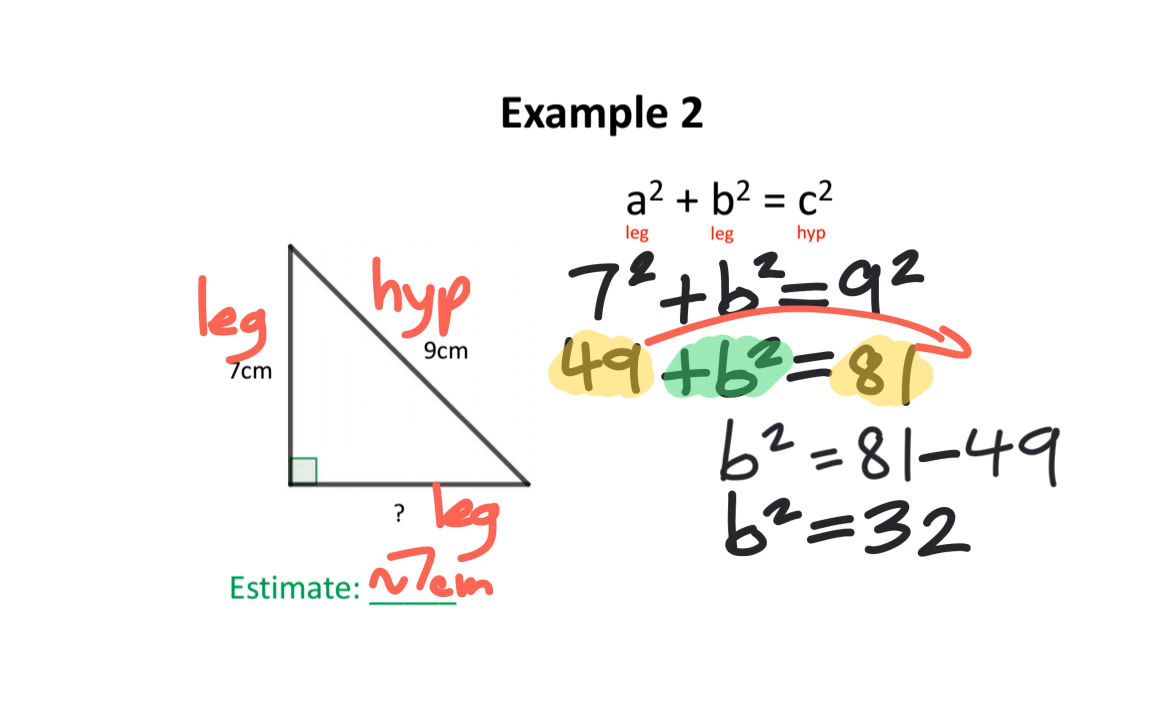 Example 2
a² + b² = c²
leg leg hyp
7² + b² = 9²
49 + b² = 81
b² = 81 - 49
b² = 32
leg
7cm
hyp
9cm
? leg
Estimate: ~7cm